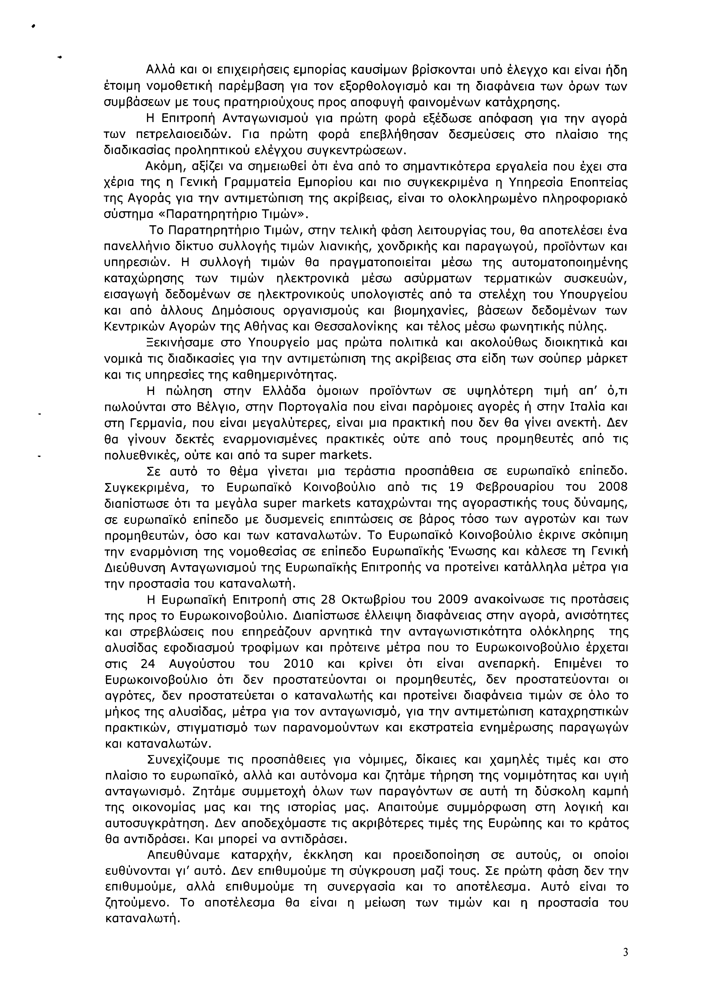 Αλλά και οι επιχειρήσεις εμπορίας καυσίμων βρίσκονται υπό έλεγχο και είναι ήδη
έτοιμη νομοθετική παρέμβαση για τον εξορθολογισμό και τη διαφάνεια των όρων των
συμβάσεων με τους πρατηριούχους προς αποφυγή φαινομένων κατάχρησης.
Η Επιτροπή Ανταγωνισμού για πρώτη φορά εξέδωσε απόφαση για την αγορά
των πετρελαιοειδών. Για πρώτη φορά επεβλήθησαν δεσμεύσεις στο πλαίσιο της
διαδικασίας προληπτικού ελέγχου συγκεντρώσεων.
Ακόμη, αξίζει να σημειωθεί ότι ένα από το σημαντικότερα εργαλεία που έχει στα
χέρια της η Γενική Γραμματεία Εμπορίου και πιο συγκεκριμένα η Υπηρεσία Εποπτείας
της Αγοράς για την αντιμετώπιση της ακρίβειας, είναι το ολοκληρωμένο πληροφοριακό
σύστημα «Παρατηρητήριο Τιμών».
Το Παρατηρητήριο Τιμών, στην τελική φάση λειτουργίας του, θα αποτελέσει ένα
πανελλήνιο δίκτυο συλλογής τιμών λιανικής, χονδρικής και παραγωγού, προϊόντων και
υπηρεσιών. Η συλλογή τιμών θα πραγματοποιείται μέσω της αυτοματοποιημένης
καταχώρησης των τιμών ηλεκτρονικά μέσω ασύρματων τερματικών συσκευών,
εισαγωγή δεδομένων σε ηλεκτρονικούς υπολογιστές από τα στελέχη του Υπουργείου
και από άλλους Δημόσιους οργανισμούς και βιομηχανίες, βάσεων δεδομένων των
Κεντρικών Αγορών της Αθήνας και Θεσσαλονίκης και τέλος μέσω φωνητικής πύλης.
Ξεκινήσαμε στο Υπουργείο μας πρώτα πολιτικά και ακολούθως διοικητικά και
νομικά τις διαδικασίες για την αντιμετώπιση της ακρίβειας στα είδη των σούπερ μάρκετ
και τις υπηρεσίες της καθημερινότητας.
Η πώληση στην Ελλάδα όμοιων προϊόντων σε υψηλότερη τιμή απ’ ό,τι
πωλούνται στο Βέλγιο, στην Πορτογαλία που είναι παρόμοιες αγορές ή στην Ιταλία και
στη Γερμανία, που είναι μεγαλύτερες, είναι μια πρακτική που δεν θα γίνει ανεκτή. Δεν
θα γίνουν δεκτές εναρμονισμένες πρακτικές ούτε από τους προμηθευτές από τις
πολυεθνικές, ούτε και από τα super markets.
Σε αυτό το θέμα γίνεται μια τεράστια προσπάθεια σε ευρωπαϊκό επίπεδο.
Συγκεκριμένα, το Ευρωπαϊκό Κοινοβούλιο από τις 19 Φεβρουαρίου του 2008
διαπίστωσε ότι τα μεγάλα super markets καταχρώνται της αγοραστικής τους δύναμης,
σε ευρωπαϊκό επίπεδο με δυσμενείς επιπτώσεις σε βάρος τόσο των αγροτών και των
προμηθευτών, όσο και των καταναλωτών. Το Ευρωπαϊκό Κοινοβούλιο έκρινε σκόπιμη
την εναρμόνιση της νομοθεσίας σε επίπεδο Ευρωπαϊκής Ένωσης και κάλεσε τη Γενική
Διεύθυνση Ανταγωνισμού της Ευρωπαϊκής Επιτροπής να προτείνει κατάλληλα μέτρα για
την προστασία του καταναλωτή.
Η Ευρωπαϊκή Επιτροπή στις 28 Οκτωβρίου του 2009 ανακοίνωσε τις προτάσεις
της προς το Ευρωκοινοβούλιο. Διαπίστωσε έλλειψη διαφάνειας στην αγορά, ανισότητες
και στρεβλώσεις που επηρεάζουν αρνητικά την ανταγωνιστικότητα ολόκληρης της
αλυσίδας εφοδιασμού τροφίμων και πρότεινε μέτρα που το Ευρωκοινοβούλιο έρχεται
στις 24 Αυγούστου του 2010 και κρίνει ότι είναι ανεπαρκή. Επιμένει το
Ευρωκοινοβούλιο ότι δεν προστατεύονται οι προμηθευτές, δεν προστατεύονται οι
αγρότες, δεν προστατεύεται ο καταναλωτής και προτείνει διαφάνεια τιμών σε όλο το
μήκος της αλυσίδας, μέτρα για τον ανταγωνισμό, για την αντιμετώπιση καταχρηστικών
πρακτικών, στιγματισμό των παρανομούντων και εκστρατεία ενημέρωσης παραγωγών
και καταναλωτών.
Συνεχίζουμε τις προσπάθειες για νόμιμες, δίκαιες και χαμηλές τιμές και στο
πλαίσιο το ευρωπαϊκό, αλλά και αυτόνομα και ζητάμε τήρηση της νομιμότητας και υγιή
ανταγωνισμό. Ζητάμε συμμετοχή όλων των παραγόντων σε αυτή τη δύσκολη καμπή
της οικονομίας μας και της ιστορίας μας. Απαιτούμε συμμόρφωση στη λογική και
αυτοσυγκράτηση. Δεν αποδεχόμαστε τις ακριβότερες τιμές της Ευρώπης και το κράτος
θα αντιδράσει. Και μπορεί να αντιδράσει.
Απευθύναμε καταρχήν, έκκληση και προειδοποίηση σε αυτούς, οι οποίοι
ευθύνονται γι’ αυτό. Δεν επιθυμούμε τη σύγκρουση μαζί τους. Σε πρώτη φάση δεν την
επιθυμούμε, αλλά επιθυμούμε τη συνεργασία και το αποτέλεσμα. Αυτό είναι το
ζητούμενο. Το αποτέλεσμα θα είναι η μείωση των τιμών και η προστασία του
καταναλωτή.
3